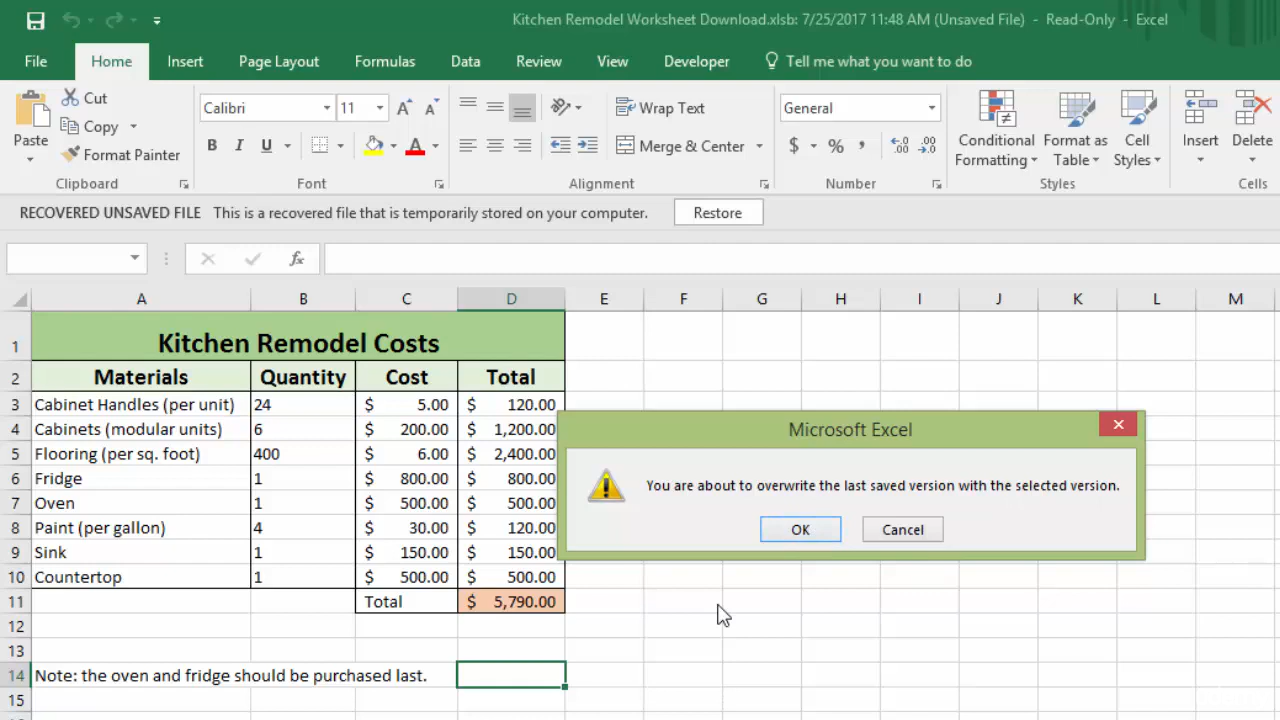 Kitchen Remodel Worksheet Download.xlsb: 7/25/2017 11:48 AM (Unsaved File) - Read-Only - Excel
File Home Insert Page Layout Formulas Data Review View Developer Tell me what you want to do
Paste Cut Copy Format Painter Clipboard
Calibri 11 B I U A Font
Wrap Text Merge & Center Alignment
General $ % , Number
Conditional Formatting Format as Table Cell Styles Styles
Insert Delete Cells
RECOVERED UNSAVED FILE This is a recovered file that is temporarily stored on your computer. Restore
fx
A B C D E F G H I J K L M
1 Kitchen Remodel Costs
2 Materials Quantity Cost Total
3 Cabinet Handles (per unit) 24 $ 5.00 $ 120.00
4 Cabinets (modular units) 6 $ 200.00 $ 1,200.00
5 Flooring (per sq. foot) 400 $ 6.00 $ 2,400.00
6 Fridge 1 $ 800.00 $ 800.00
7 Oven 1 $ 500.00 $ 500.00
8 Paint (per gallon) 4 $ 30.00 $ 120.00
9 Sink 1 $ 150.00 $ 150.00
10 Countertop 1 $ 500.00 $ 500.00
11 Total $ 5,790.00
12
13
14 Note: the oven and fridge should be purchased last.
15
Microsoft Excel
You are about to overwrite the last saved version with the selected version.
OK Cancel